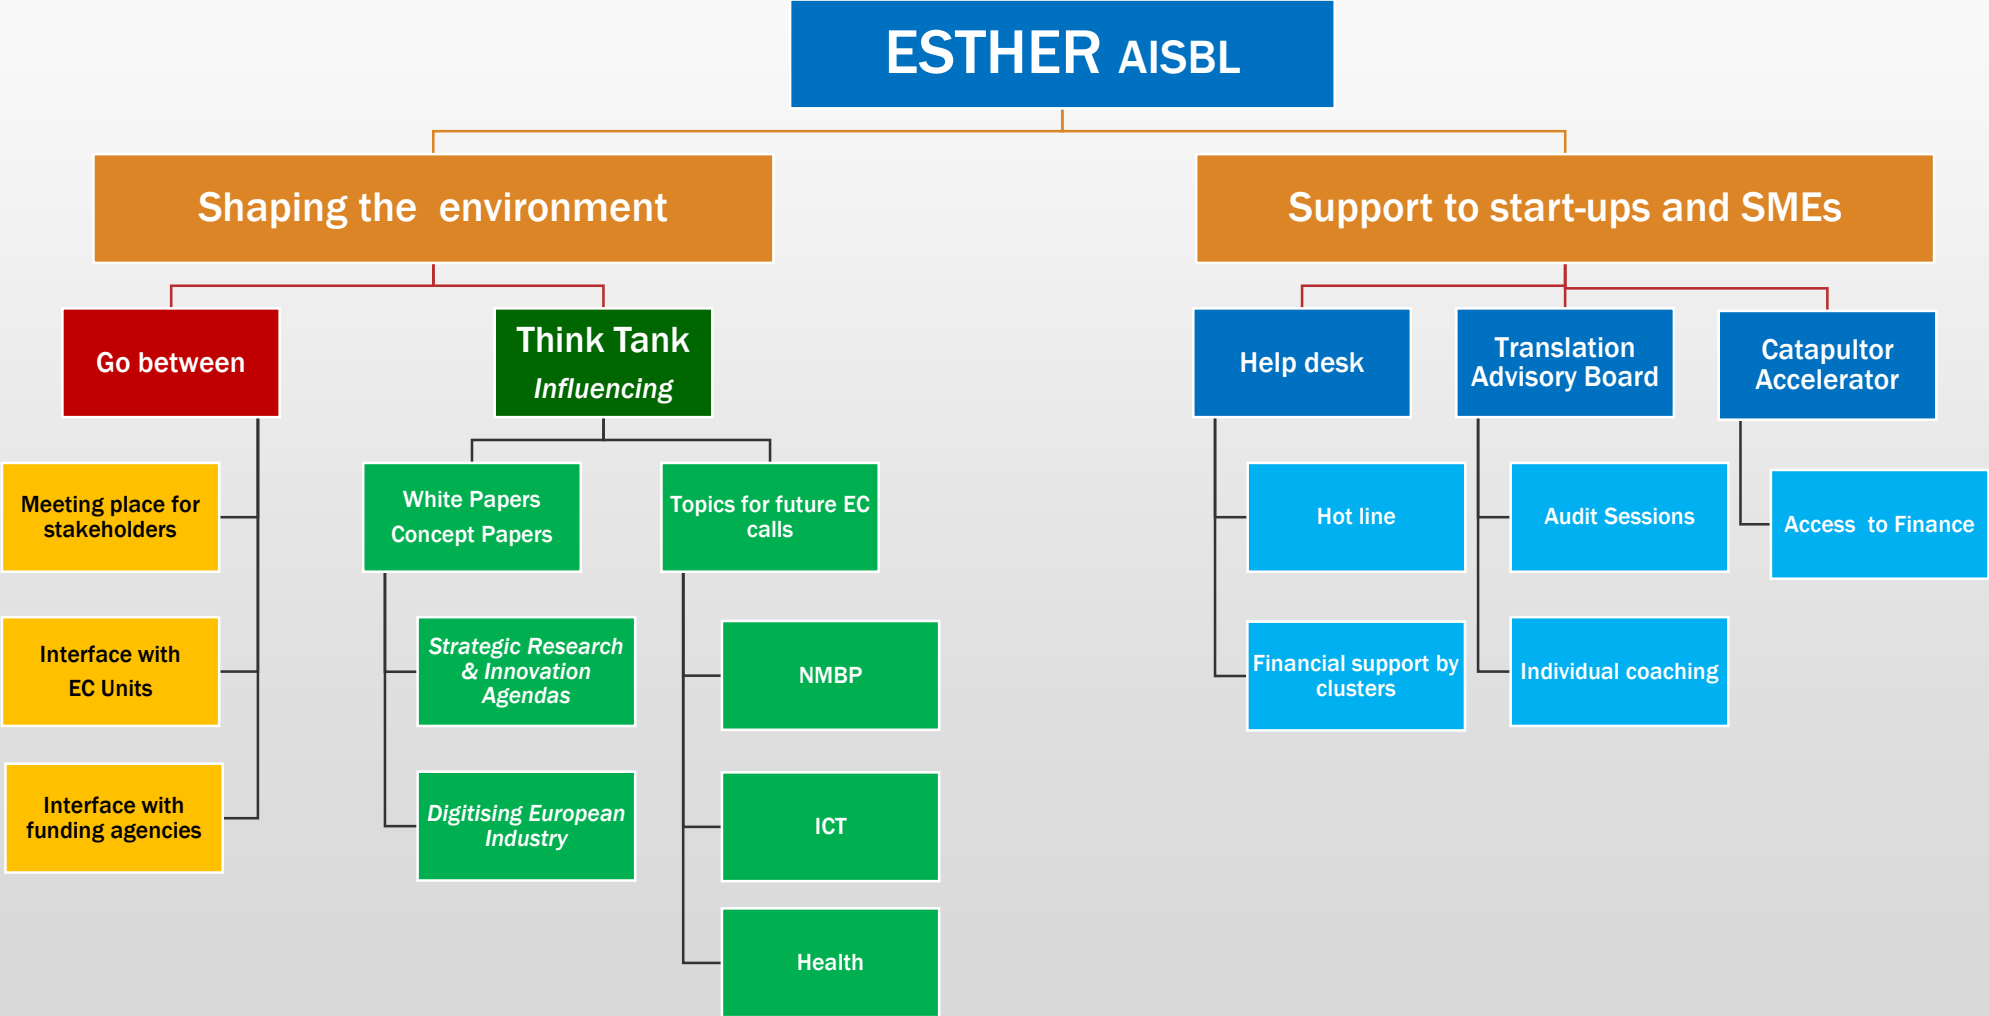 ESTHER AISBL
Shaping the  environment
Support to start-ups and SMEs
Go between
Think Tank
Influencing
Help desk
Translation
Advisory Board
Catapultor
Accelerator
Meeting place for
stakeholders
White Papers
Concept Papers
Topics for future EC
calls
Hot line
Audit Sessions
Access  to Finance
Interface with
EC Units
Strategic Research
& Innovation
Agendas
NMBP
Financial support by
clusters
Individual coaching
Interface with
funding agencies
Digitising European
Industry
ICT
Health